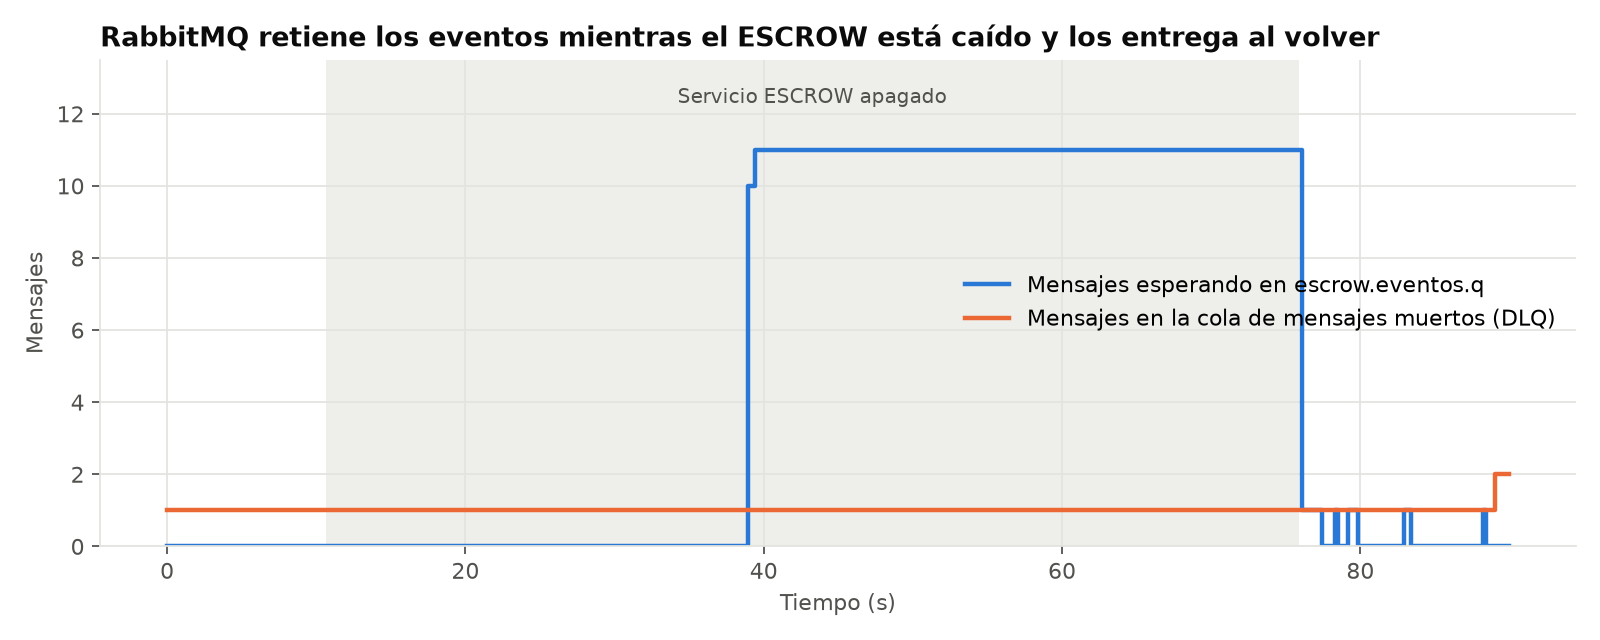 RabbitMQ retiene los eventos mientras el ESCROW está caído y los entrega al volver
Servicio ESCROW apagado
12
10
8
6
4
2
0
Mensajes
Mensajes esperando en escrow.eventos.q
Mensajes en la cola de mensajes muertos (DLQ)
0 20 40 60 80
Tiempo (s)